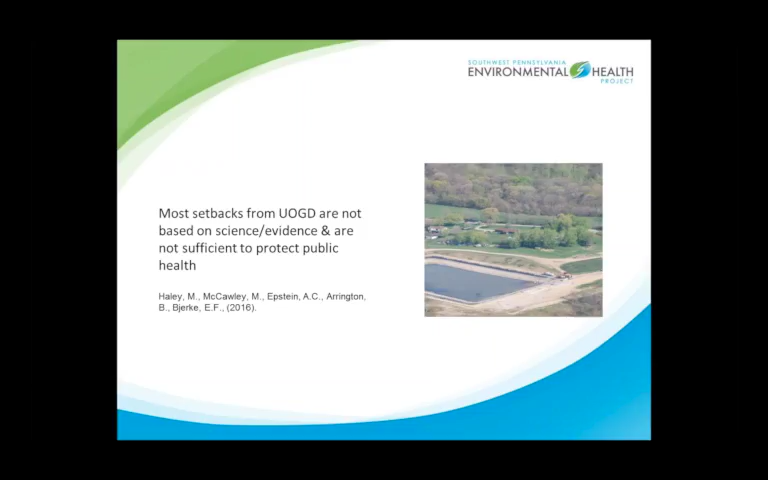 SOUTHWEST PENNSYLVANIA
ENVIRONMENTAL HEALTH
PROJECT
Most setbacks from UOGD are not
based on science/evidence & are
not sufficient to protect public
health
Haley, M., McCawley, M., Epstein, A.C., Arrington,
B., Bjerke, E.F., (2016).